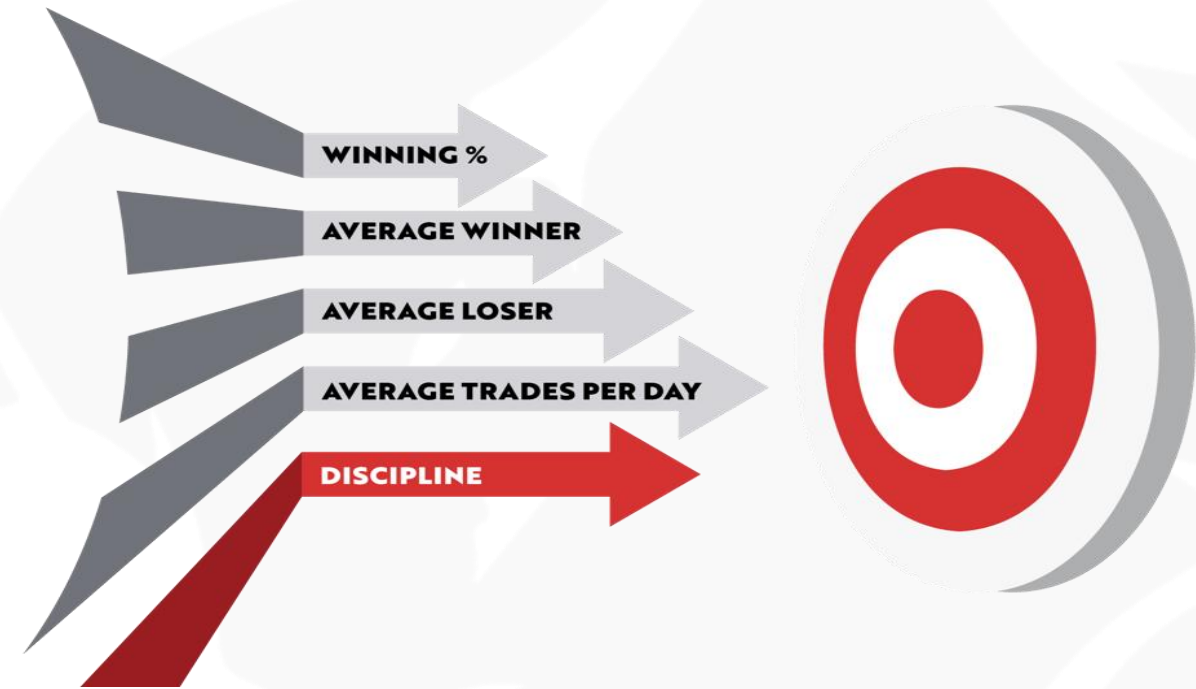 WINNING %
AVERAGE WINNER
AVERAGE LOSER
AVERAGE TRADES PER DAY
DISCIPLINE